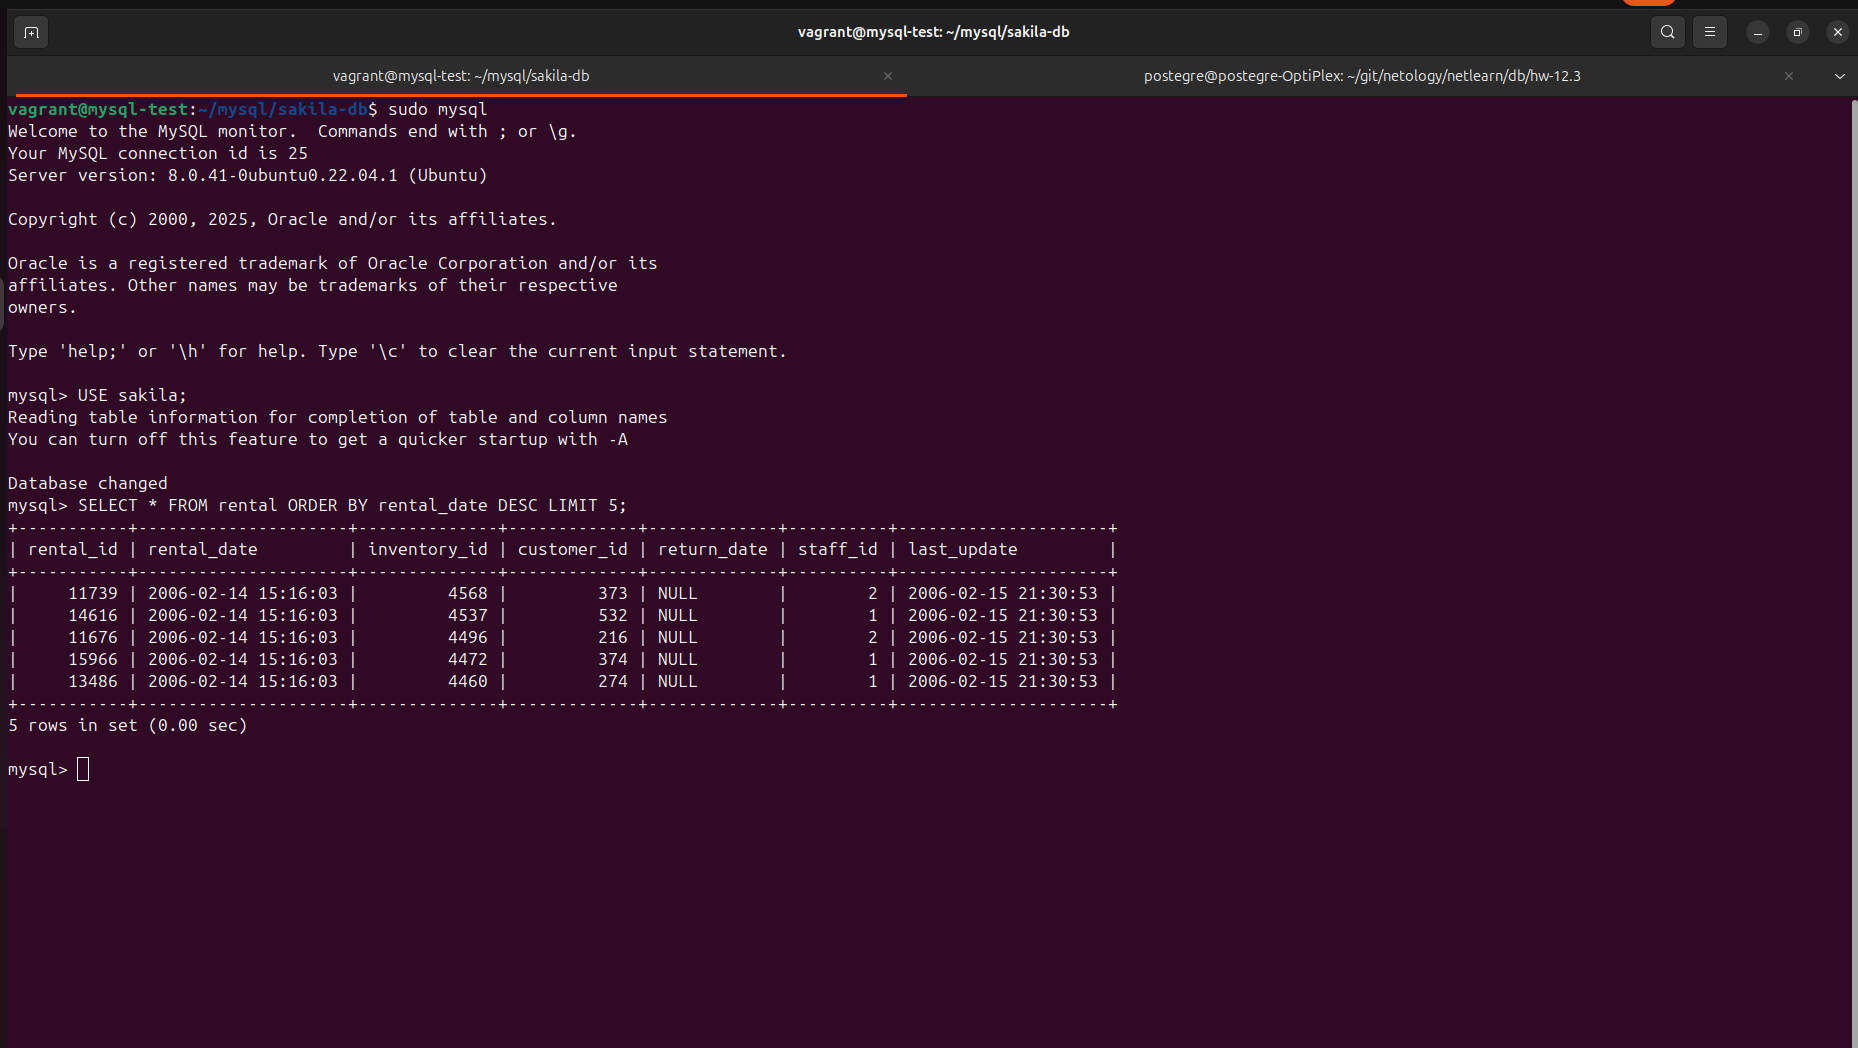 vagrant@mysql-test: ~/mysql/sakila-db
vagrant@mysql-test: ~/mysql/sakila-db
postegre@postegre-OptiPlex: ~/git/netology/netlearn/db/hw-12.3
vagrant@mysql-test:~/mysql/sakila-db$ sudo mysql
Welcome to the MySQL monitor.  Commands end with ; or \g.
Your MySQL connection id is 25
Server version: 8.0.41-0ubuntu0.22.04.1 (Ubuntu)
Copyright (c) 2000, 2025, Oracle and/or its affiliates.
Oracle is a registered trademark of Oracle Corporation and/or its
affiliates. Other names may be trademarks of their respective
owners.
Type 'help;' or '\h' for help. Type '\c' to clear the current input statement.
mysql> USE sakila;
Reading table information for completion of table and column names
You can turn off this feature to get a quicker startup with -A
Database changed
mysql> SELECT * FROM rental ORDER BY rental_date DESC LIMIT 5;
+-----------+---------------------+--------------+-------------+-------------+----------+---------------------+
| rental_id | rental_date         | inventory_id | customer_id | return_date | staff_id | last_update         |
+-----------+---------------------+--------------+-------------+-------------+----------+---------------------+
|     11739 | 2006-02-14 15:16:03 |         4568 |         373 | NULL        |        2 | 2006-02-15 21:30:53 |
|     14616 | 2006-02-14 15:16:03 |         4537 |         532 | NULL        |        1 | 2006-02-15 21:30:53 |
|     11676 | 2006-02-14 15:16:03 |         4496 |         216 | NULL        |        2 | 2006-02-15 21:30:53 |
|     15966 | 2006-02-14 15:16:03 |         4472 |         374 | NULL        |        1 | 2006-02-15 21:30:53 |
|     13486 | 2006-02-14 15:16:03 |         4460 |         274 | NULL        |        1 | 2006-02-15 21:30:53 |
+-----------+---------------------+--------------+-------------+-------------+----------+---------------------+
5 rows in set (0.00 sec)
mysql>